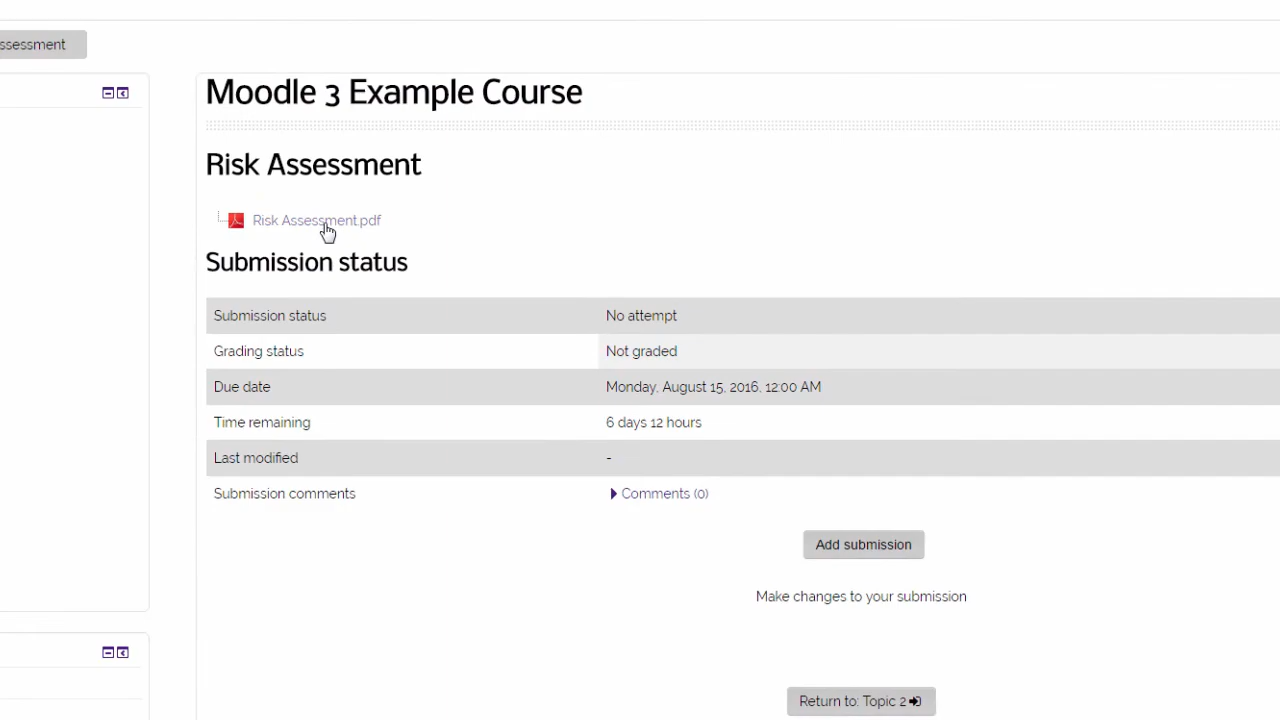 ssessment
Moodle 3 Example Course
Risk Assessment
Risk Assessment.pdf
Submission status
Submission status No attempt
Grading status Not graded
Due date Monday, August 15, 2016, 12:00 AM
Time remaining 6 days 12 hours
Last modified -
Submission comments Comments (0)
Add submission
Make changes to your submission
Return to: Topic 2